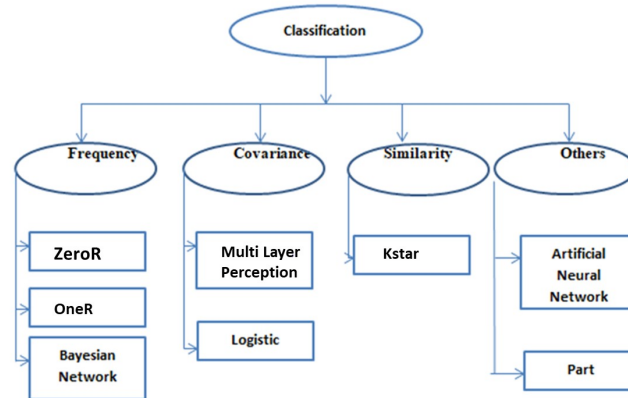 Classification
Frequency
Covariance
Similarity
Others
ZeroR
OneR
Bayesian
Network
Multi Layer
Perception
Logistic
Kstar
Artificial
Neural
Network
Part